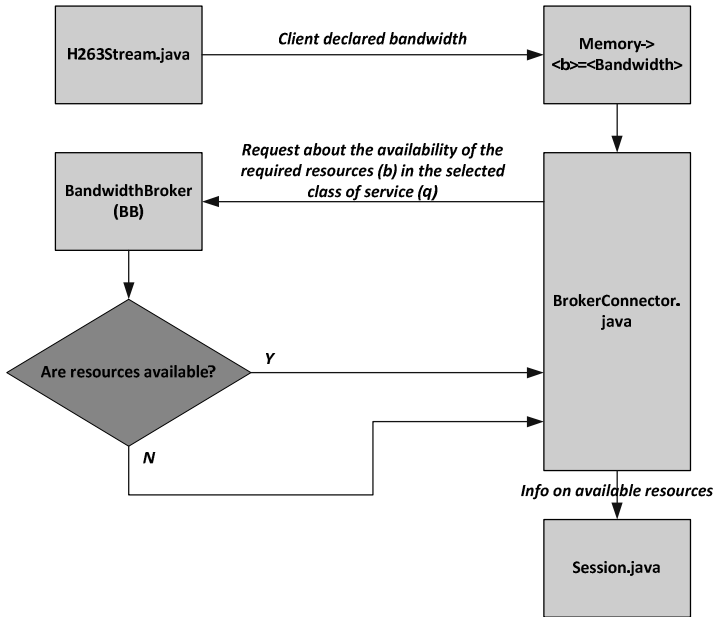 H263Stream.java
Client declared bandwidth
Memory->
<b>=<Bandwidth>
Request about the availability of the
required resources (b) in the selected
class of service (q)
BandwidthBroker
(BB)
BrokerConnector.
java
Are resources available?
Y
N
Info on available resources
Session.java